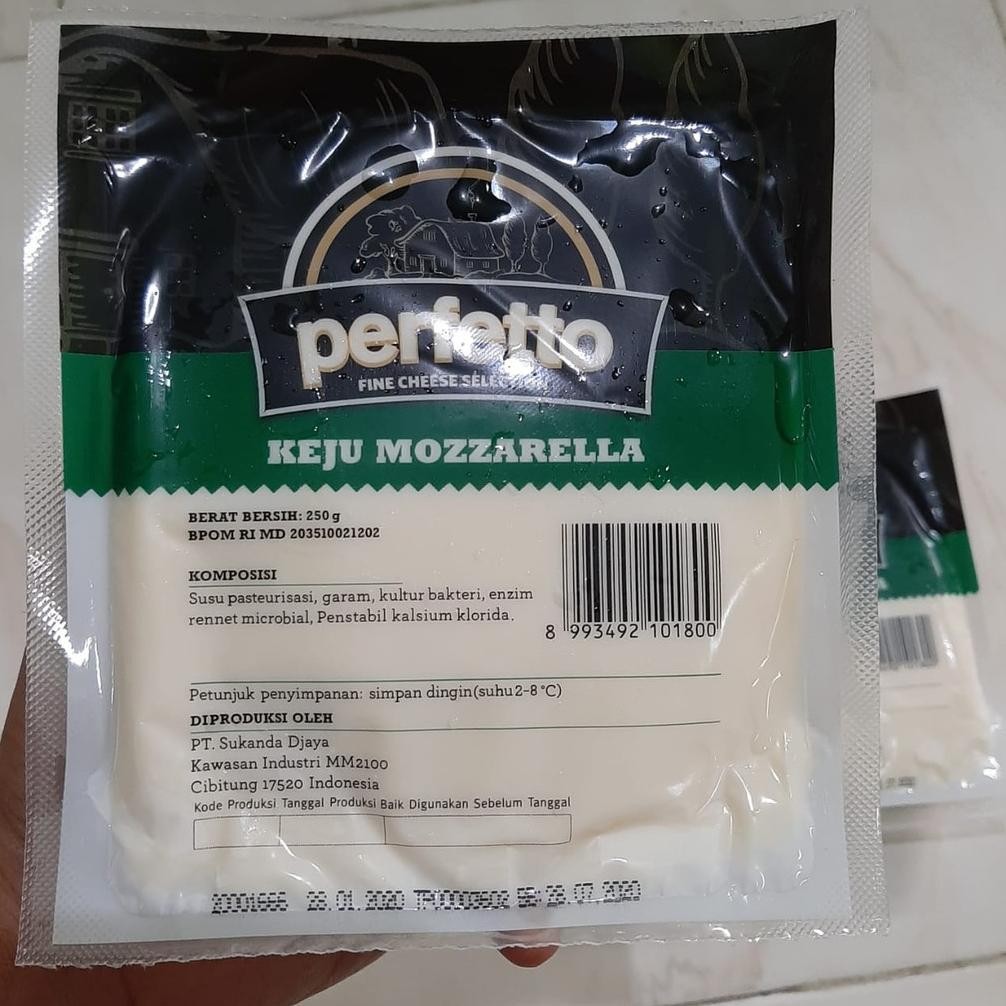 perfetto
FINE CHEESE SELECTION
KEJU MOZZARELLA
BERAT BERSIH: 250 g
BPOM RI MD 203510021202
KOMPOSISI
Susu pasteurisasi, garam, kultur bakteri, enzim
rennet microbial, Penstabil kalsium klorida.
8 993492 101800
Petunjuk penyimpanan: simpan dingin(suhu 2-8 °C)
DIPRODUKSI OLEH
PT. Sukanda Djaya
Kawasan Industri MM2100
Cibitung 17520 Indonesia
Kode Produksi Tanggal Produksi Baik Digunakan Sebelum Tanggal
28.01.2020